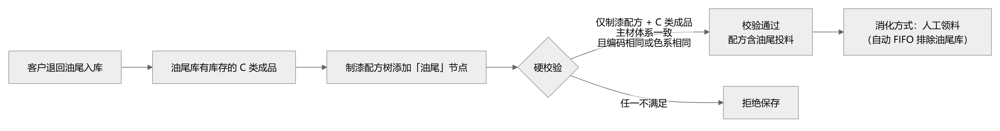 客户退回油尾入库
油尾库有库存的 C 类成品
制漆配方树添加「油尾」节点
硬校验
仅制漆配方 + C 类成品
主材体系一致
且编码相同或色系相同
任一不满足
校验通过
配方含油尾投料
拒绝保存
消化方式：人工领料
（自动 FIFO 排除油尾库）